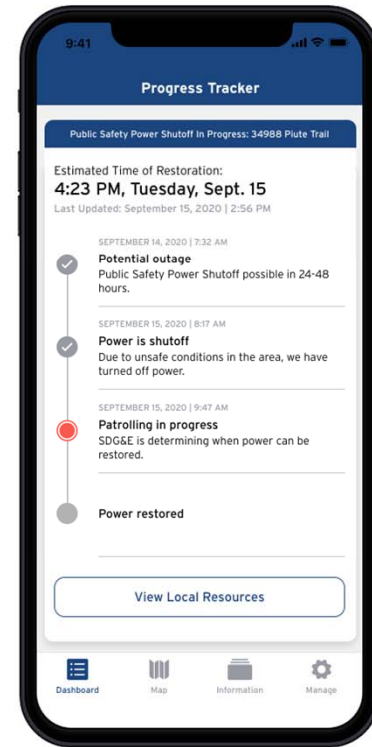 9:41
Progress Tracker
Public Safety Power Shutoff In Progress: 34988 Piute Trail
Estimated Time of Restoration:
4:23 PM, Tuesday, Sept. 15
Last Updated: September 15, 2020 | 2:56 PM
SEPTEMBER 14, 2020 | 7:32 AM
Potential outage
Public Safety Power Shutoff possible in 24-48
hours.
SEPTEMBER 15, 2020 | 8:17 AM
Power is shutoff
Due to unsafe conditions in the area, we have
turned off power.
SEPTEMBER 15, 2020 | 9:47 AM
Patrolling in progress
SDG&E is determining when power can be
restored.
Power restored
View Local Resources
Dashboard Map Information Manage